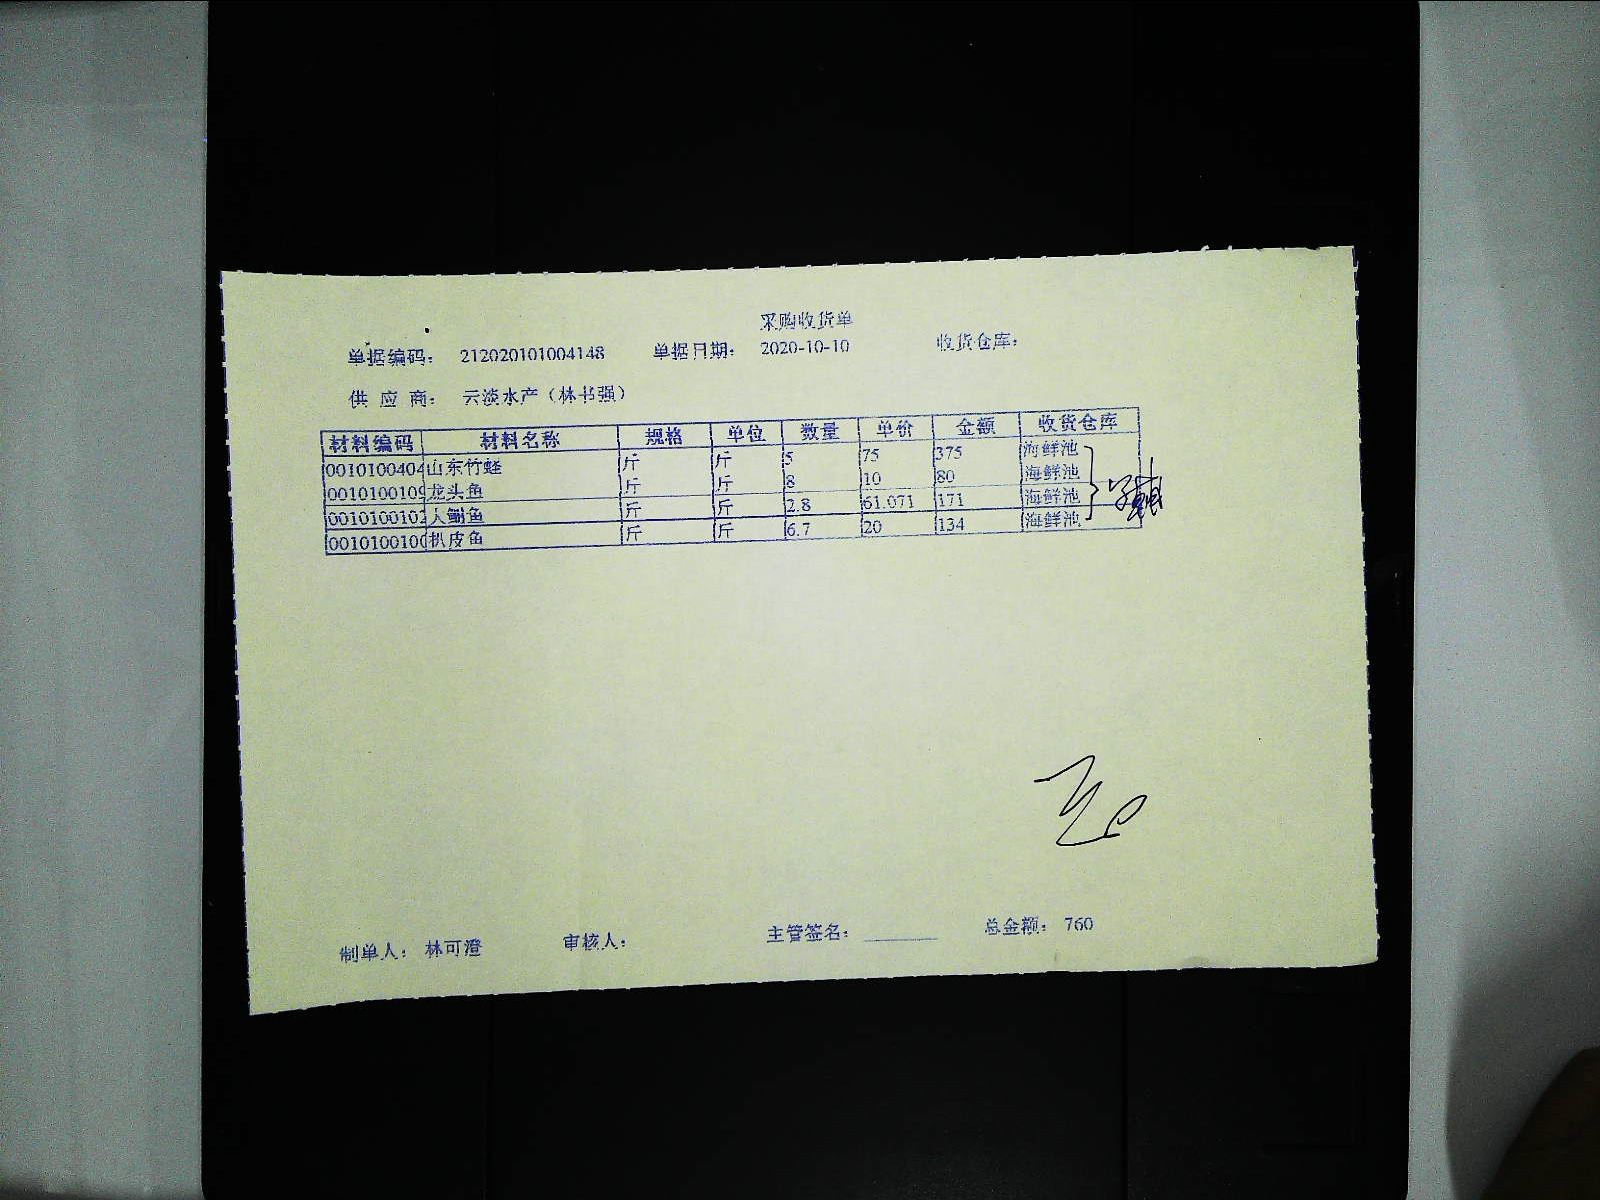 采购收货单
单据编码： 212020101004148 单据日期： 2020-10-10 收货仓库：
供 应 商： 云淡水产（林书强）
材料编码 材料名称 规格 单位 数量 单价 金额 收货仓库
0010100404 山东竹蛏 斤 斤 5 75 375 海鲜池
001010010 龙头鱼 斤 斤 8 10 80 海鲜池
0010100102 人鲷鱼 斤 斤 2.8 61.071 171 海鲜池
001010010 扒皮鱼 斤 斤 6.7 20 134 海鲜池
制单人： 林可澄 审核人： 主管签名： 总金额： 760